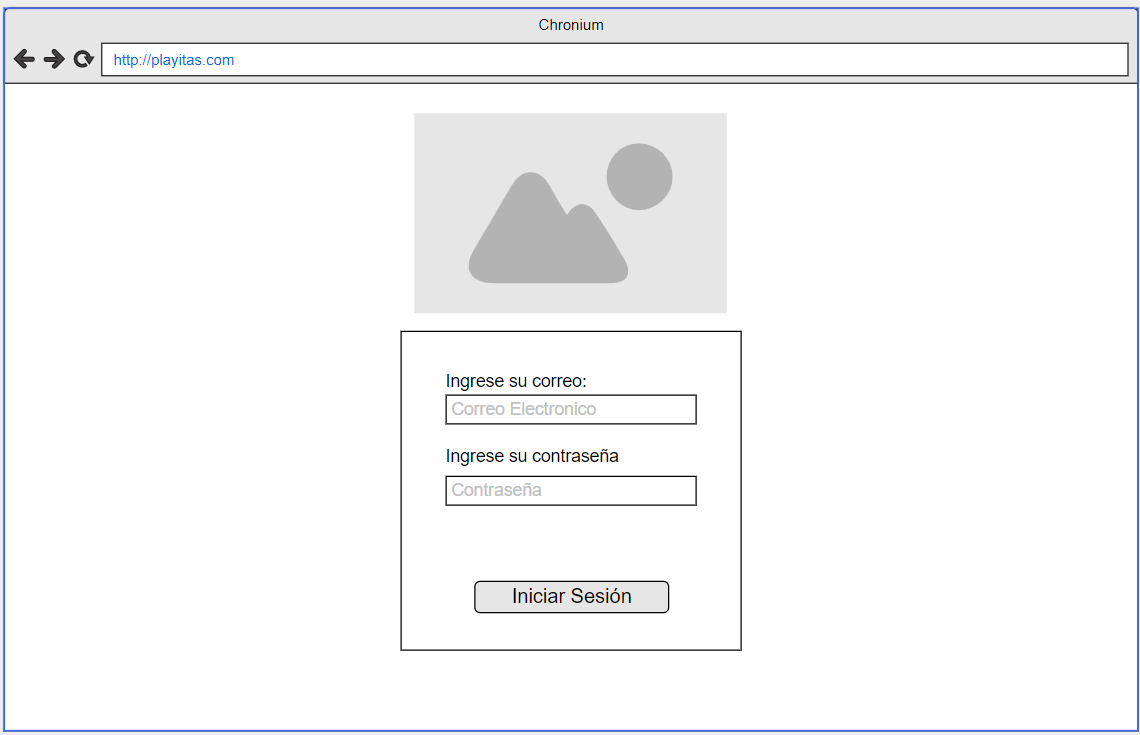 Chronium
http://playitas.com
Ingrese su correo:
Correo Electronico
Ingrese su contraseña
Contraseña
Iniciar Sesión